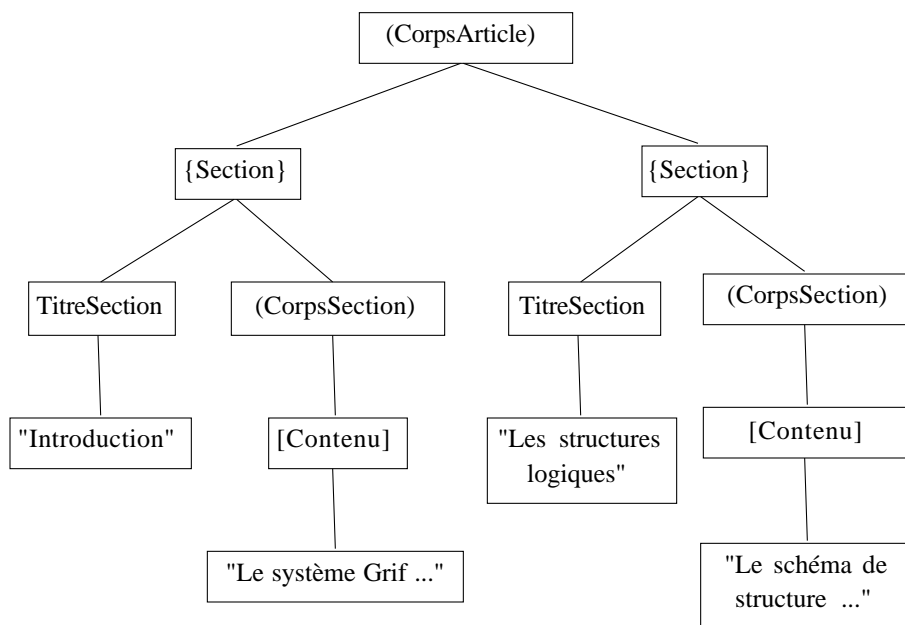 (CorpsArticle)
{Section}
{Section}
TitreSection
(CorpsSection)
TitreSection
(CorpsSection)
"Introduction"
[Contenu]
"Les structures
logiques"
[Contenu]
"Le système Grif ..."
"Le schéma de
structure ..."